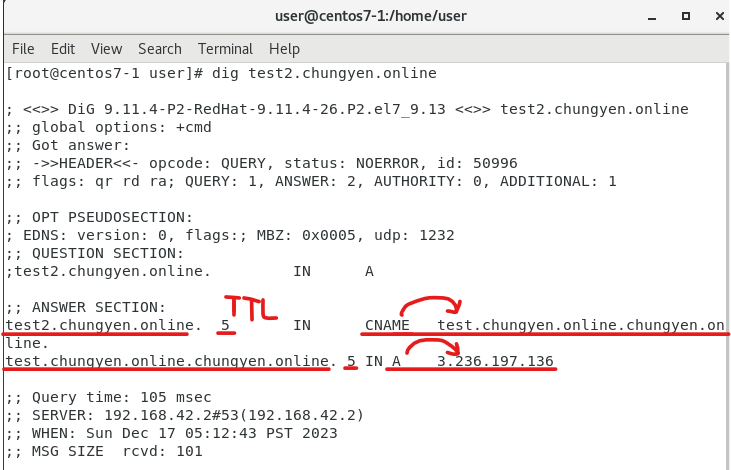 user@centos7-1:/home/user
File Edit View Search Terminal Help
[root@centos7-1 user]# dig test2.chungyen.online
; <<>> DiG 9.11.4-P2-RedHat-9.11.4-26.P2.el7_9.13 <<>> test2.chungyen.online
;; global options: +cmd
;; Got answer:
;; ->>HEADER<<- opcode: QUERY, status: NOERROR, id: 50996
;; flags: qr rd ra; QUERY: 1, ANSWER: 2, AUTHORITY: 0, ADDITIONAL: 1
;; OPT PSEUDOSECTION:
; EDNS: version: 0, flags:; MBZ: 0x0005, udp: 1232
;; QUESTION SECTION:
;test2.chungyen.online. IN A
;; ANSWER SECTION:
TTL
test2.chungyen.online. 5 IN CNAME test.chungyen.online.chungyen.on
line.
test.chungyen.online.chungyen.online. 5 IN A 3.236.197.136
;; Query time: 105 msec
;; SERVER: 192.168.42.2#53(192.168.42.2)
;; WHEN: Sun Dec 17 05:12:43 PST 2023
;; MSG SIZE rcvd: 101